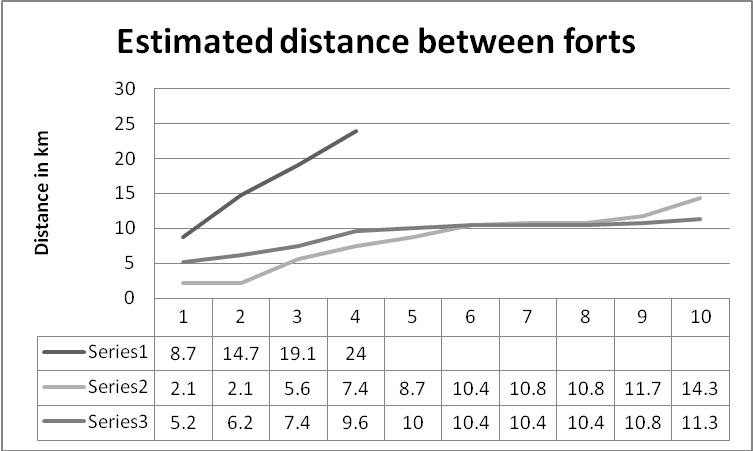 Estimated distance between forts
Distance in km
30
25
20
15
10
5
0
1 2 3 4 5 6 7 8 9 10
Series1 8.7 14.7 19.1 24
Series2 2.1 2.1 5.6 7.4 8.7 10.4 10.8 10.8 11.7 14.3
Series3 5.2 6.2 7.4 9.6 10 10.4 10.4 10.4 10.8 11.3